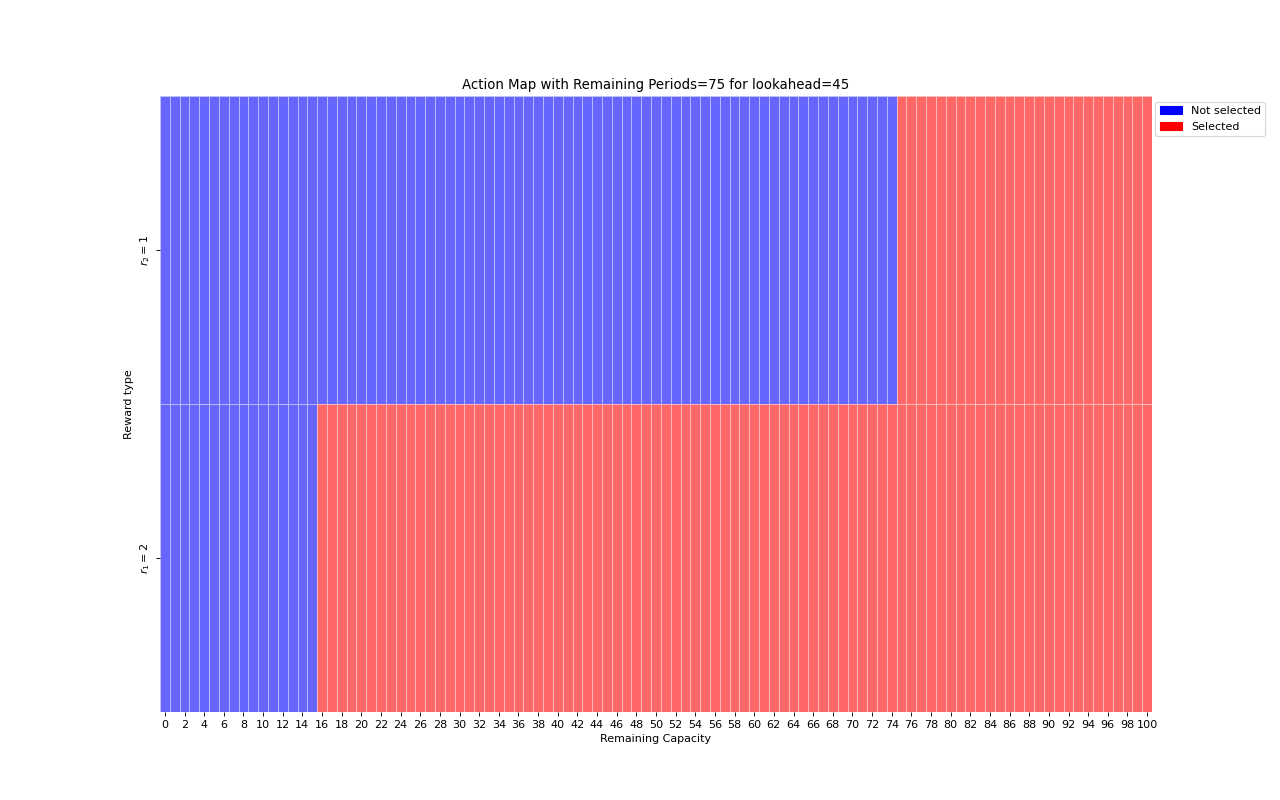 Action Map with Remaining Periods=75 for lookahead=45
Not selected
Selected
r₂ = 1
Reward type
r₁ = 2
0 2 4 6 8 10 12 14 16 18 20 22 24 26 28 30 32 34 36 38 40 42 44 46 48 50 52 54 56 58 60 62 64 66 68 70 72 74 76 78 80 82 84 86 88 90 92 94 96 98 100
Remaining Capacity